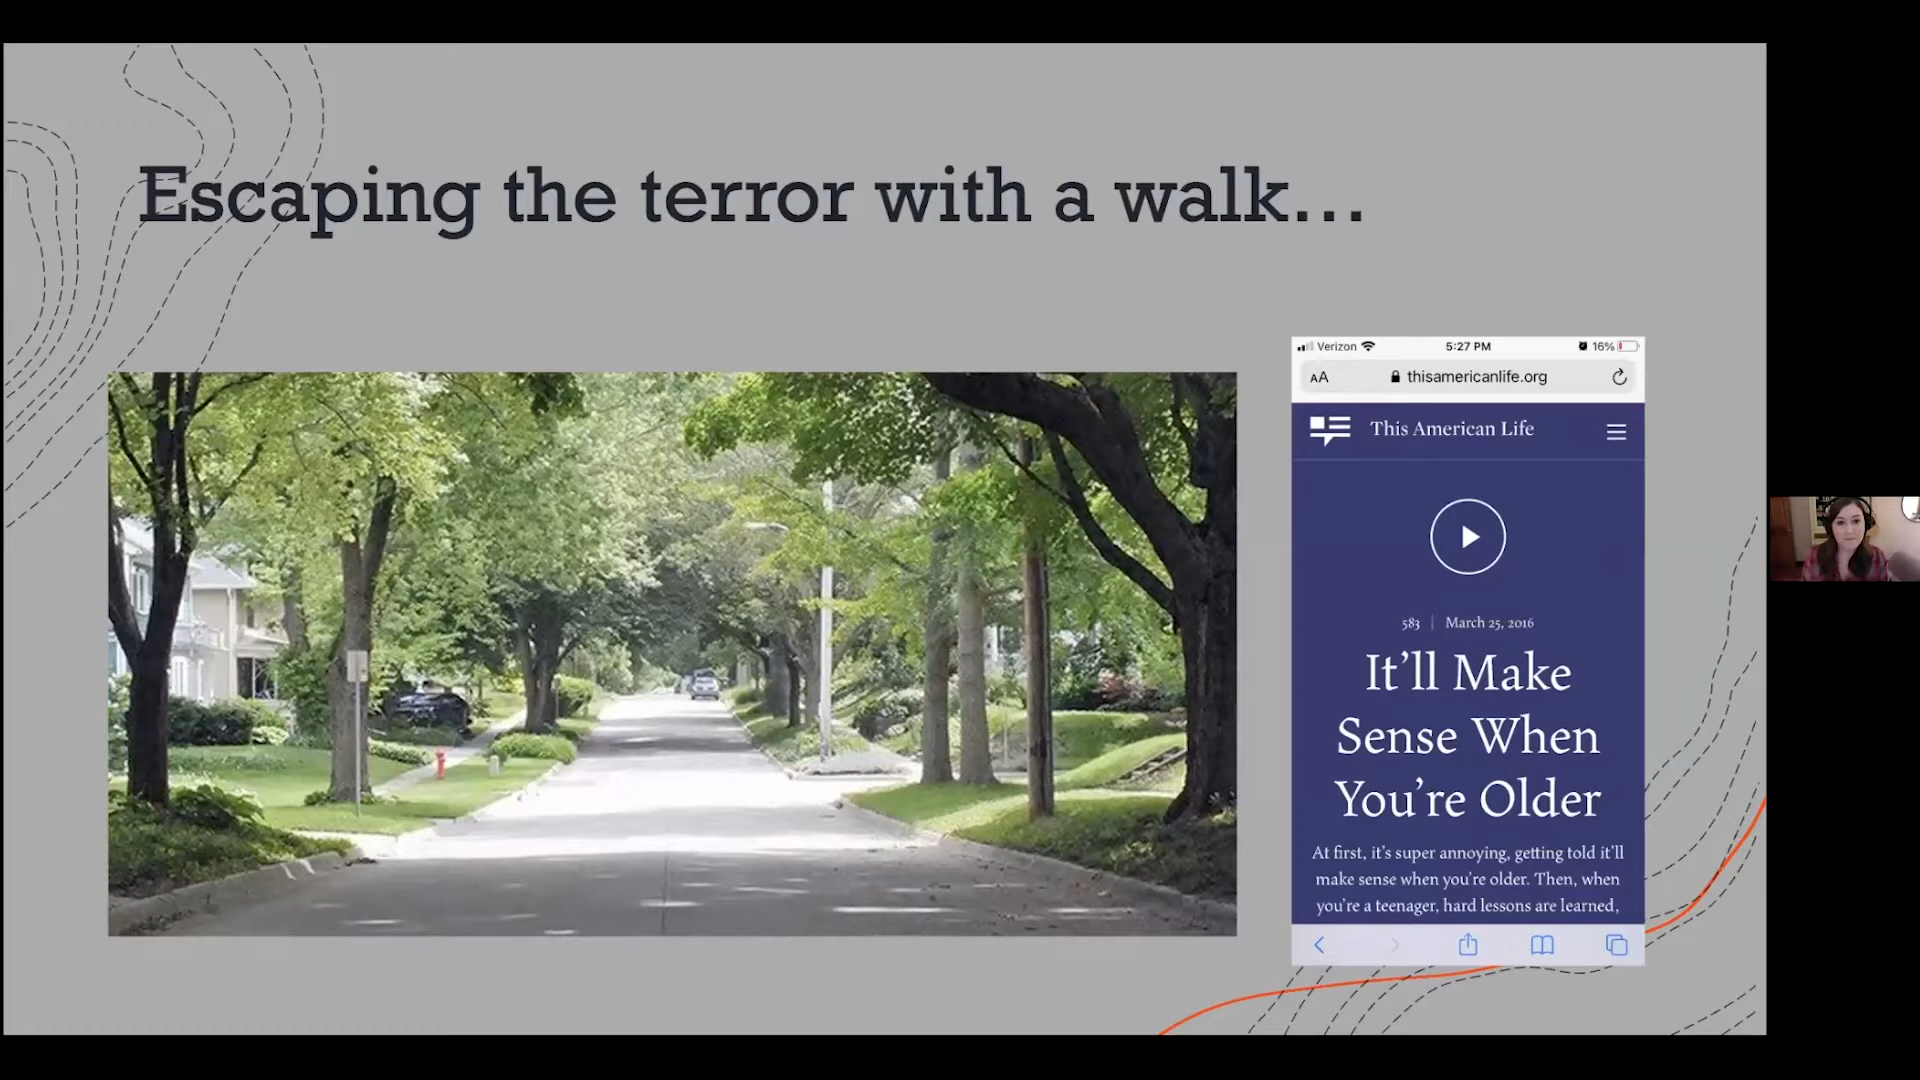 Escaping the terror with a walk...
Verizon 5:27 PM 16%
AA thisamericanlife.org
This American Life
583 | March 25, 2016
It'll Make
Sense When
You're Older
At first, it's super annoying, getting told it'll
make sense when you're older. Then, when
you're a teenager, hard lessons are learned,